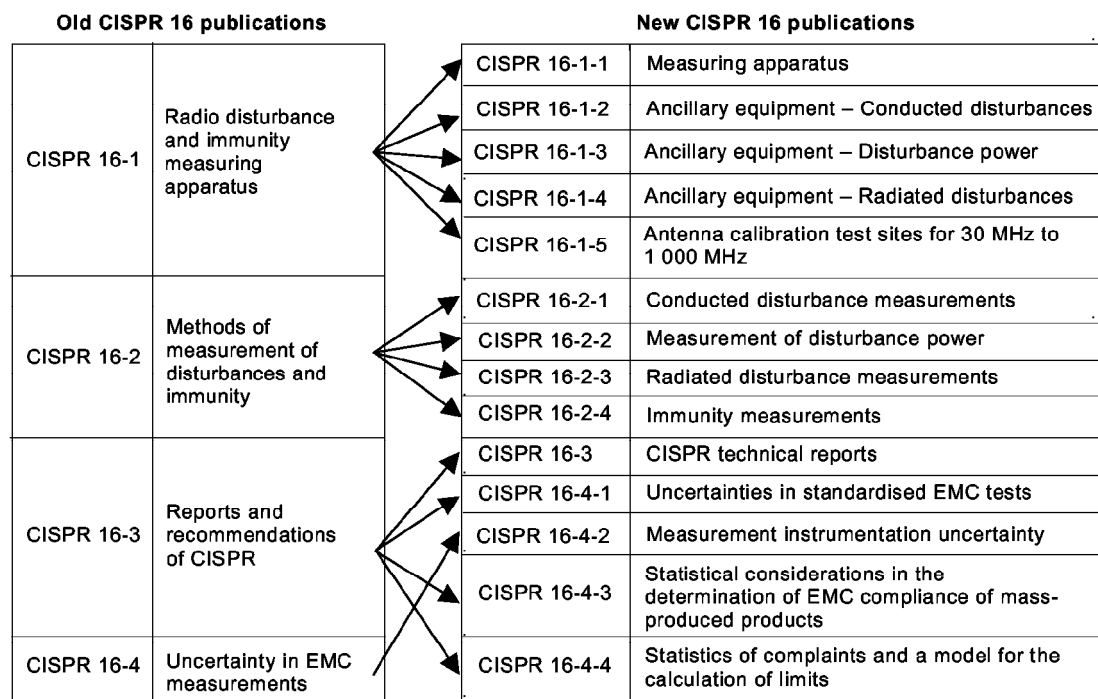 Old CISPR 16 publications
New CISPR 16 publications
CISPR 16-1
Radio disturbance
and immunity
measuring
apparatus
CISPR 16-1-1
Measuring apparatus
CISPR 16-1-2
Ancillary equipment – Conducted disturbances
CISPR 16-1-3
Ancillary equipment – Disturbance power
CISPR 16-1-4
Ancillary equipment – Radiated disturbances
CISPR 16-1-5
Antenna calibration test sites for 30 MHz to
1 000 MHz
CISPR 16-2
Methods of
measurement of
disturbances and
immunity
CISPR 16-2-1
Conducted disturbance measurements
CISPR 16-2-2
Measurement of disturbance power
CISPR 16-2-3
Radiated disturbance measurements
CISPR 16-2-4
Immunity measurements
CISPR 16-3
Reports and
recommendations
of CISPR
CISPR 16-3
CISPR technical reports
CISPR 16-4-1
Uncertainties in standardised EMC tests
CISPR 16-4-2
Measurement instrumentation uncertainty
CISPR 16-4-3
Statistical considerations in the
determination of EMC compliance of mass-
produced products
CISPR 16-4
Uncertainty in EMC
measurements
CISPR 16-4-4
Statistics of complaints and a model for the
calculation of limits